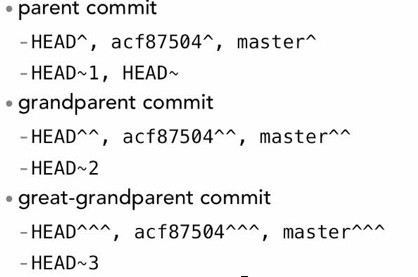 • parent commit
–HEAD^, acf87504^, master^
–HEAD~1, HEAD~
• grandparent commit
–HEAD^^, acf87504^^, master^^
–HEAD~2
• great-grandparent commit
–HEAD^^^, acf87504^^^, master^^^
–HEAD~3